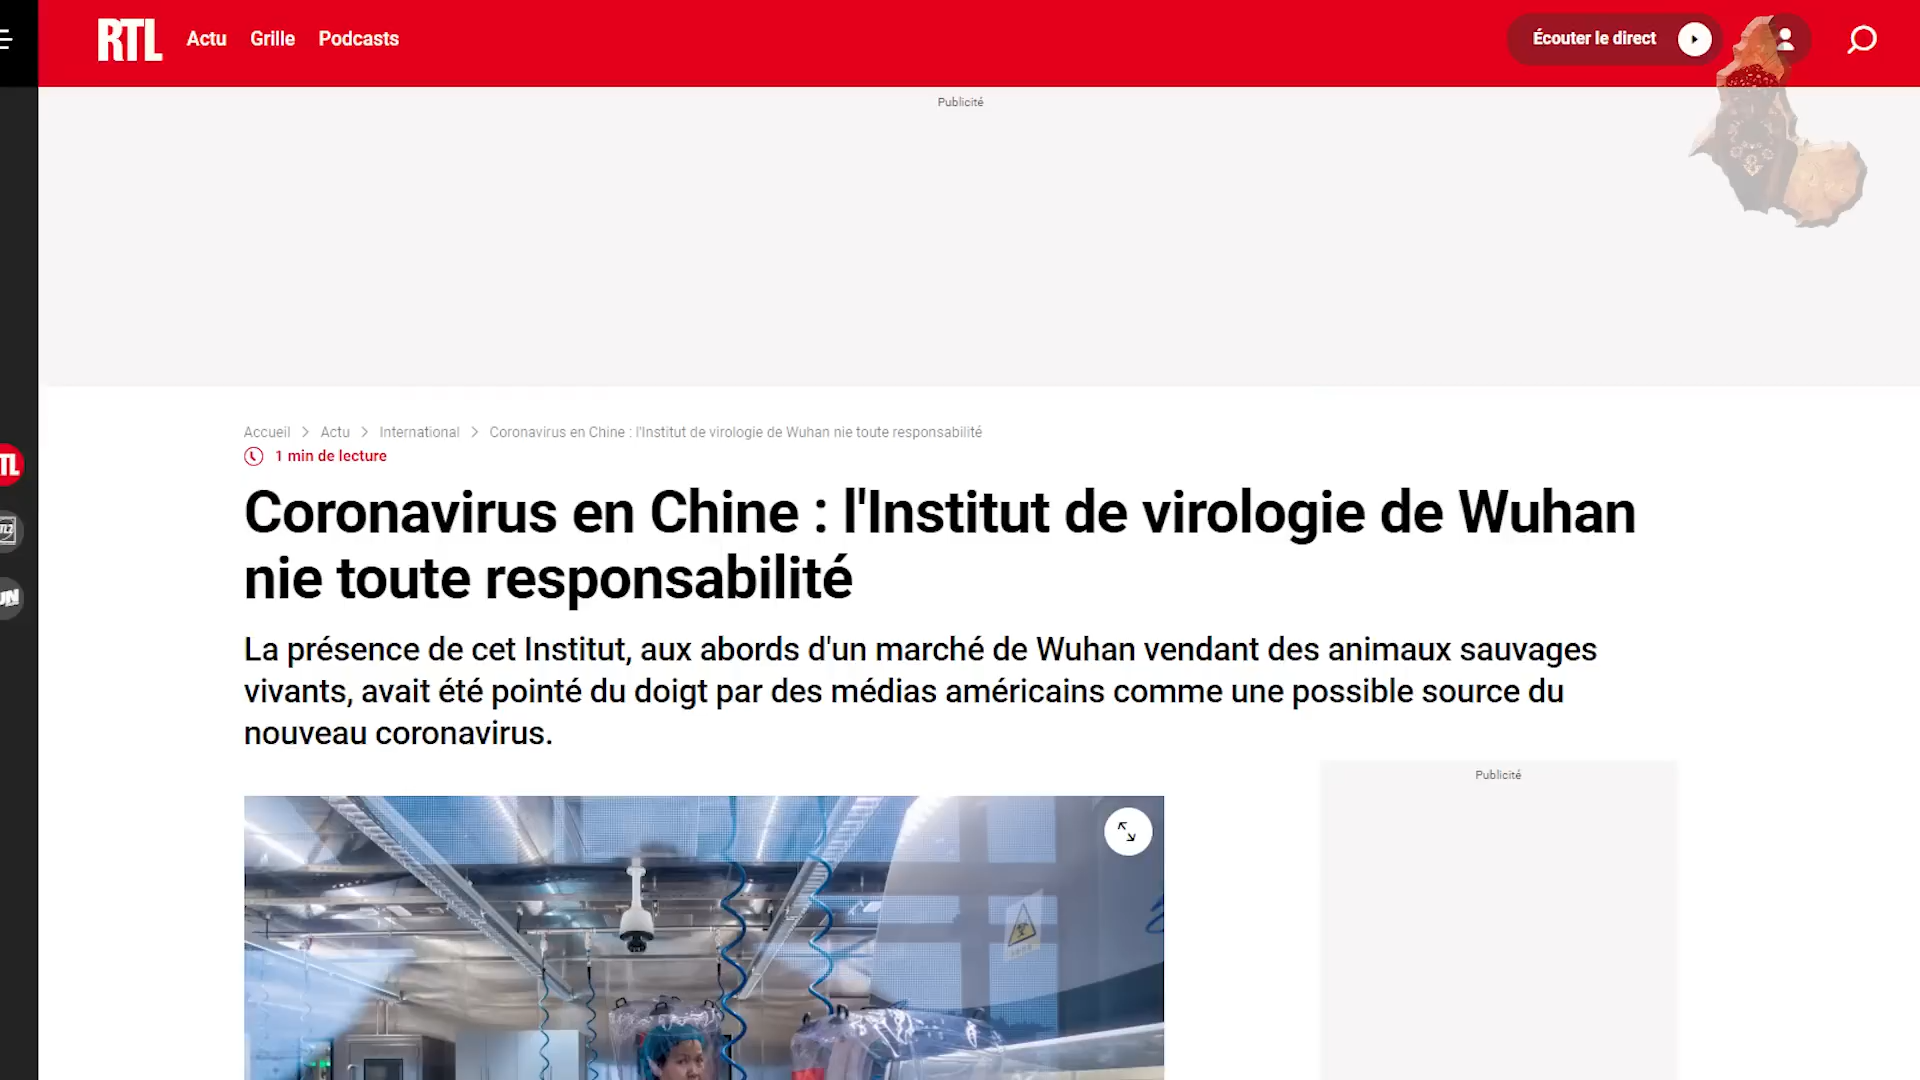 RTL Actu Grille Podcasts Écouter le direct
Publicité
Accueil > Actu > International > Coronavirus en Chine : l'Institut de virologie de Wuhan nie toute responsabilité
1 min de lecture
Coronavirus en Chine : l'Institut de virologie de Wuhan
nie toute responsabilité
La présence de cet Institut, aux abords d'un marché de Wuhan vendant des animaux sauvages
vivants, avait été pointé du doigt par des médias américains comme une possible source du
nouveau coronavirus.
Publicité